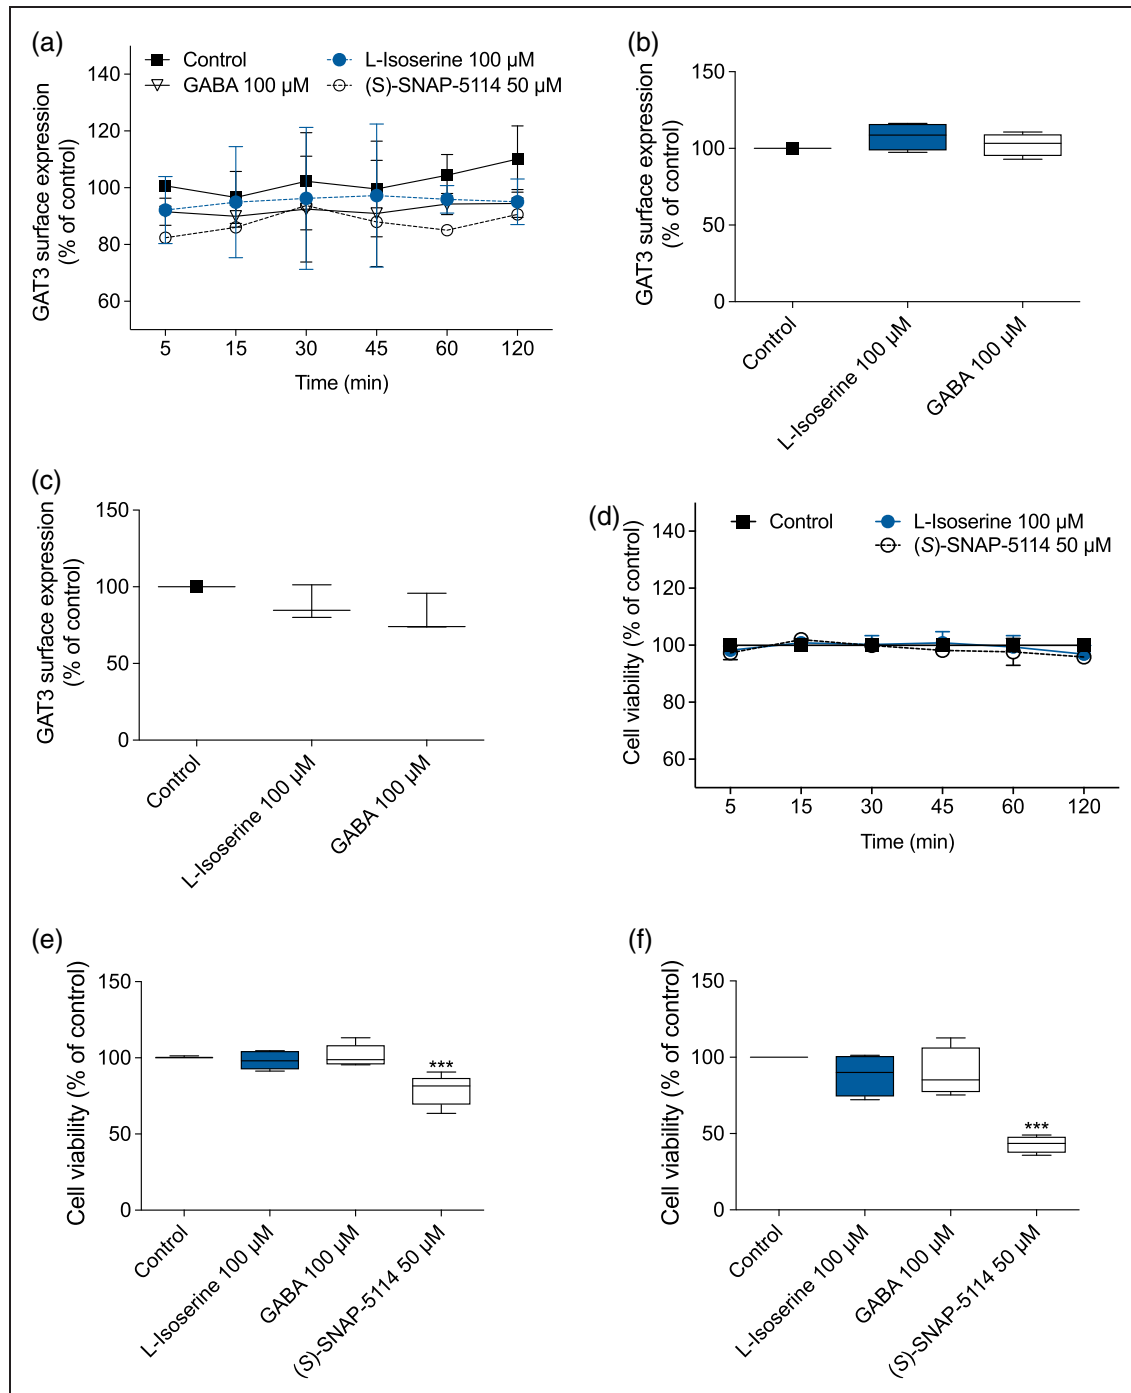 (a)
Control
L-Isoserine 100 µM
GABA 100 µM
(S)-SNAP-5114 50 µM
GAT3 surface expression
(% of control)
140
120
100
80
60
5 15 30 45 60 120
Time (min)
(b)
GAT3 surface expression
(% of control)
150
100
50
0
Control
L-Isoserine 100 µM
GABA 100 µM
(c)
GAT3 surface expression
(% of control)
150
100
50
0
Control
L-Isoserine 100 µM
GABA 100 µM
(d)
Control
L-Isoserine 100 µM
(S)-SNAP-5114 50 µM
Cell viability (% of control)
140
120
100
80
60
5 15 30 45 60 120
Time (min)
(e)
Cell viability (% of control)
150
100
50
0
***
Control
L-Isoserine 100 µM
GABA 100 µM
(S)-SNAP-5114 50 µM
(f)
Cell viability (% of control)
150
100
50
0
***
Control
L-Isoserine 100 µM
GABA 100 µM
(S)-SNAP-5114 50 µM